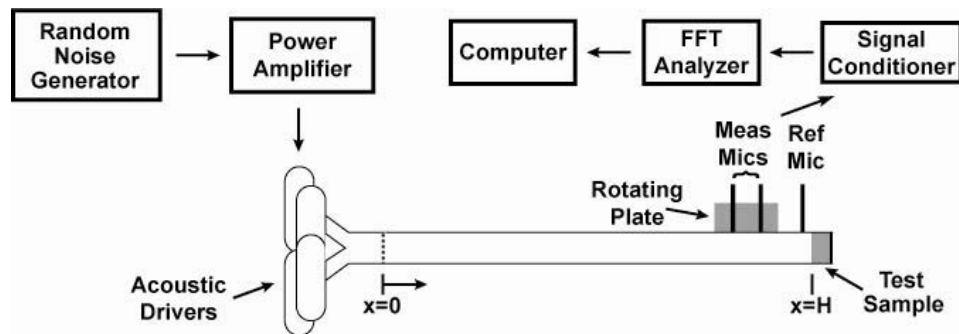 Random
Noise
Generator
Power
Amplifier
Computer
FFT
Analyzer
Signal
Conditioner
Meas
Mics
Ref
Mic
Rotating
Plate
Acoustic
Drivers
x=0
x=H
Test
Sample